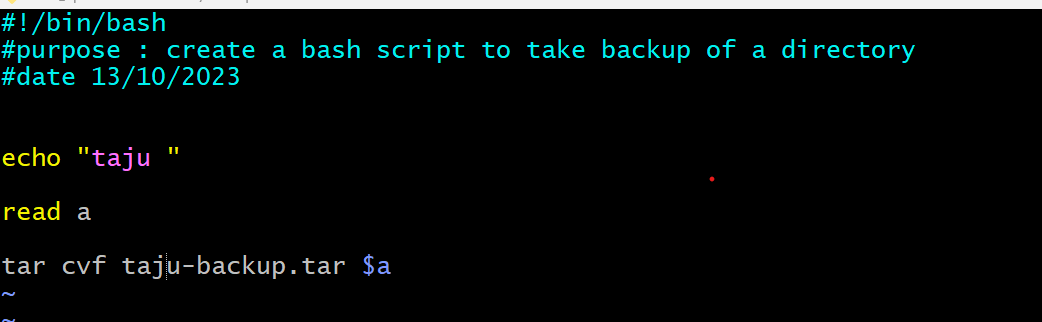 #!/bin/bash
#purpose : create a bash script to take backup of a directory
#date 13/10/2023
echo "taju "
read a
tar cvf taju-backup.tar $a
~
~